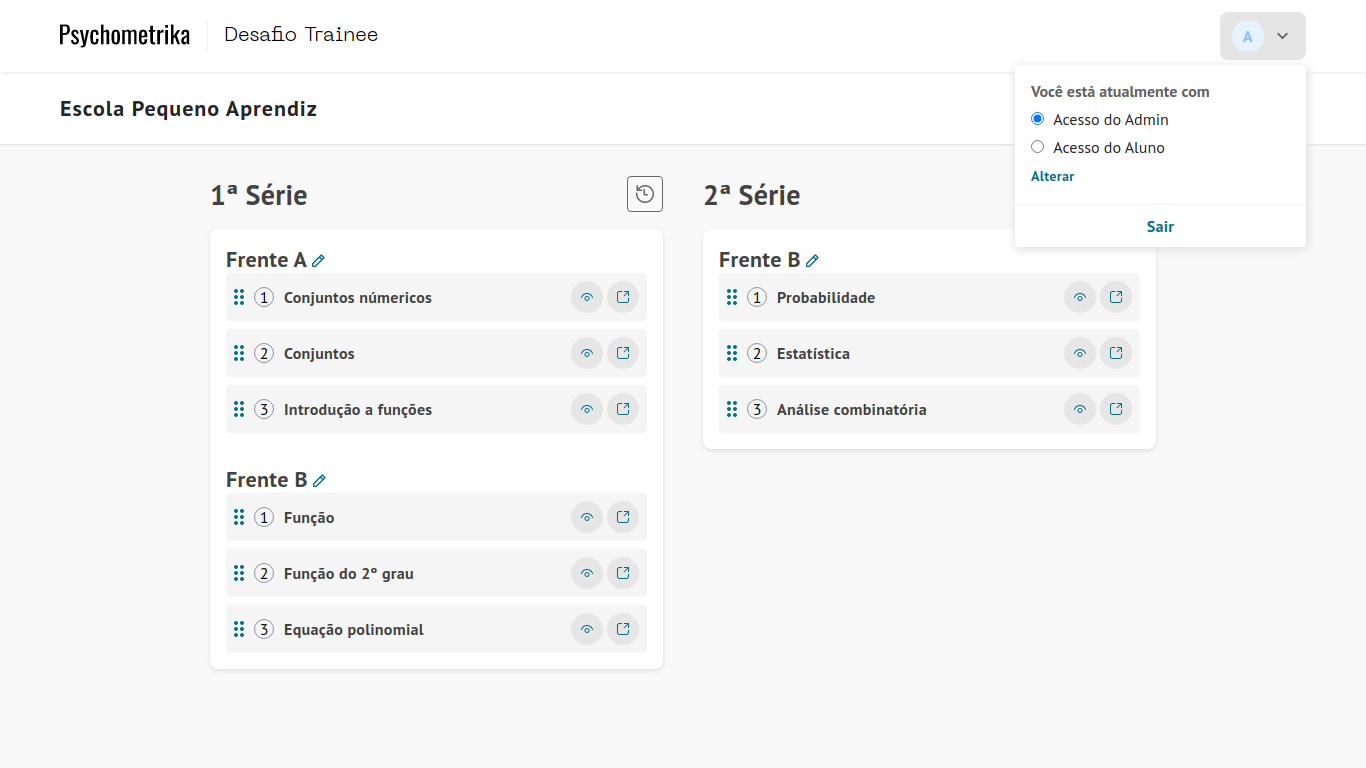 Psychometrika
Desafio Trainee
A
Você está atualmente com
Acesso do Admin
Acesso do Aluno
Alterar
Sair
Escola Pequeno Aprendiz
1ª Série
Frente A
1 Conjuntos númericos
2 Conjuntos
3 Introdução a funções
Frente B
1 Função
2 Função do 2º grau
3 Equação polinomial
2ª Série
Frente B
1 Probabilidade
2 Estatística
3 Análise combinatória